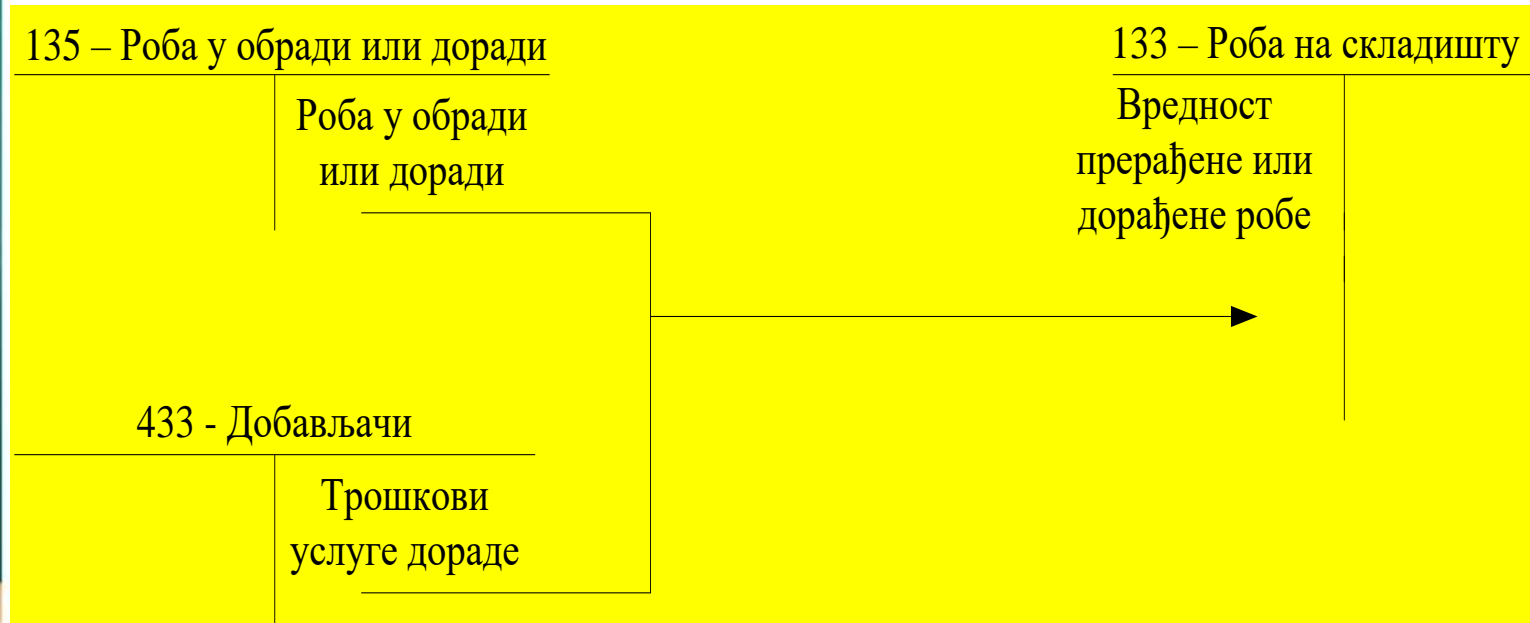 135 – Роба у обради или доради
Роба у обради
или доради
133 – Роба на складишту
Вредност
прерађене или
дорађене робе
433 - Добављачи
Трошкови
услуге дораде